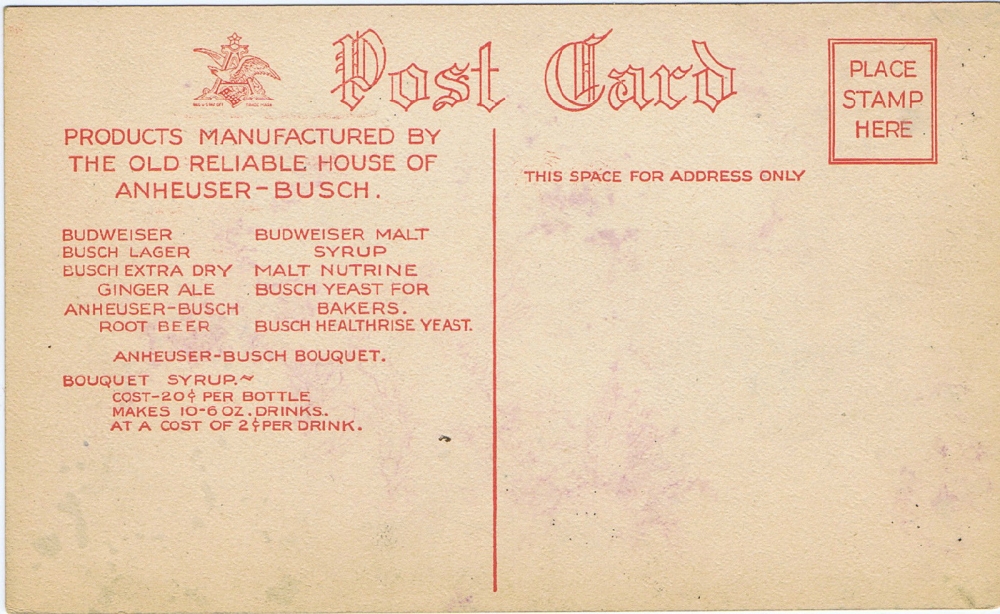 Post Card
PLACE
STAMP
HERE
PRODUCTS MANUFACTURED BY
THE OLD RELIABLE HOUSE OF
ANHEUSER-BUSCH.
BUDWEISER
BUSCH LAGER
BUSCH EXTRA DRY
GINGER ALE
ANHEUSER-BUSCH
ROOT BEER
BUDWEISER MALT
SYRUP
MALT NUTRINE
BUSCH YEAST FOR
BAKERS.
BUSCH HEALTHRISE YEAST.
ANHEUSER-BUSCH BOUQUET.
BOUQUET SYRUP.~
COST-20¢ PER BOTTLE
MAKES 10-6 OZ. DRINKS.
AT A COST OF 2¢ PER DRINK.
THIS SPACE FOR ADDRESS ONLY